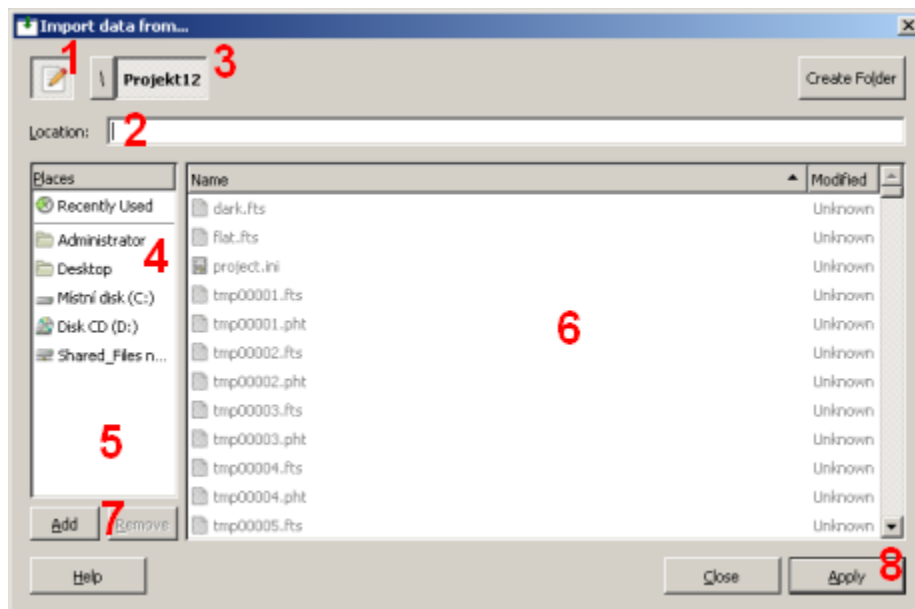 Import data from...
1
3
\ Projekt12
Create Folder
Location: 2
Places
Name Modified
Recently Used
dark.fts Unknown
Administrator
flat.fts Unknown
4
Desktop
project.ini Unknown
Místní disk (C:)
tmp00001.fts Unknown
Disk CD (D:)
tmp00001.pht Unknown
6
Shared_Files n...
tmp00002.fts Unknown
tmp00002.pht Unknown
tmp00003.fts Unknown
5
tmp00003.pht Unknown
tmp00004.fts Unknown
tmp00004.pht Unknown
7
Add Remove
tmp00005.fts Unknown
Help Close Apply 8